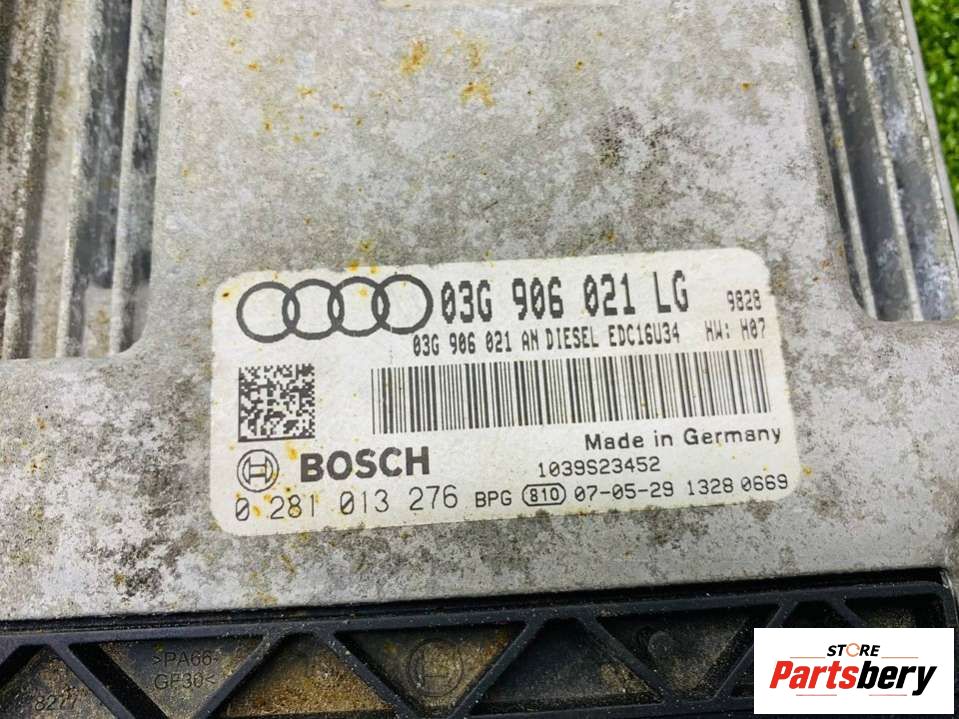 03G 906 021 LG 9828
03G 906 021 AN DIESEL EDC16U34 HW: H07
Made in Germany
BOSCH 1039S23452
0 281 013 276 BPG 810 07-05-29 1328 0669
>PA66-
GF30<
8277
STORE
Partsbery